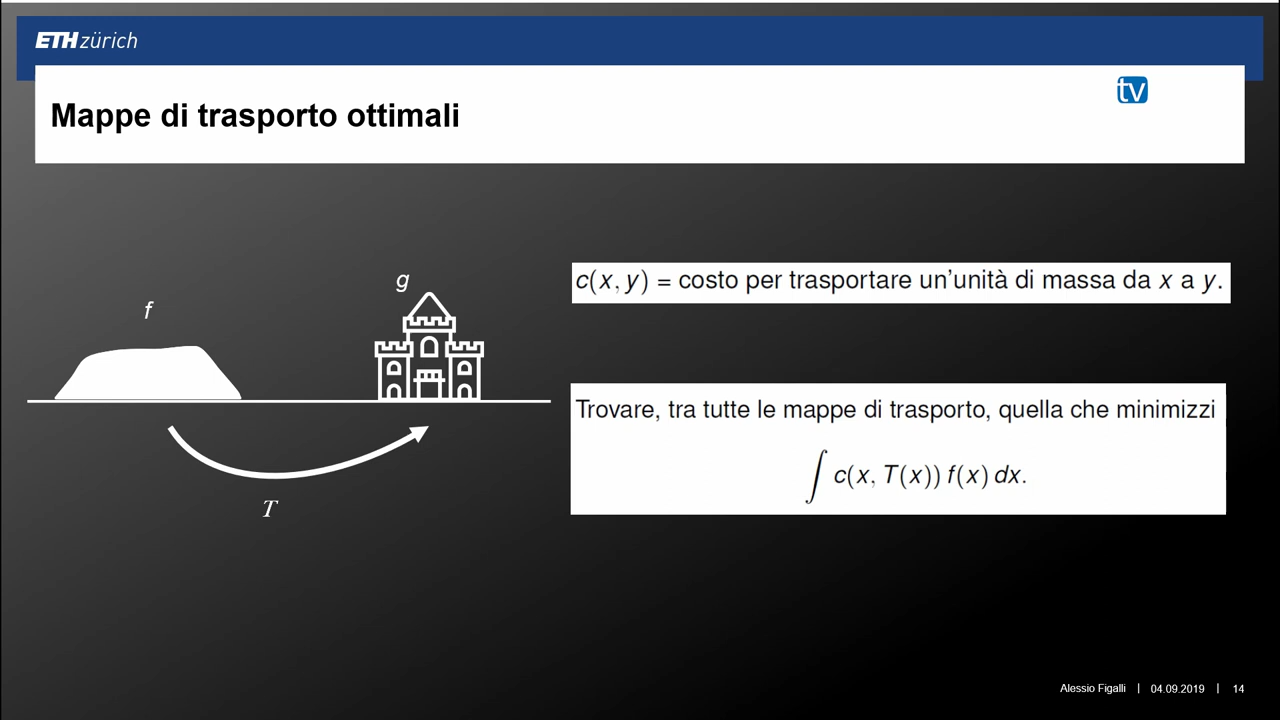 ETH zürich
tv
Mappe di trasporto ottimali
g
f
c(x, y) = costo per trasportare un'unità di massa da x a y.
Trovare, tra tutte le mappe di trasporto, quella che minimizzi
∫ c(x, T(x)) f(x) dx.
T
Alessio Figalli | 04.09.2019 | 14